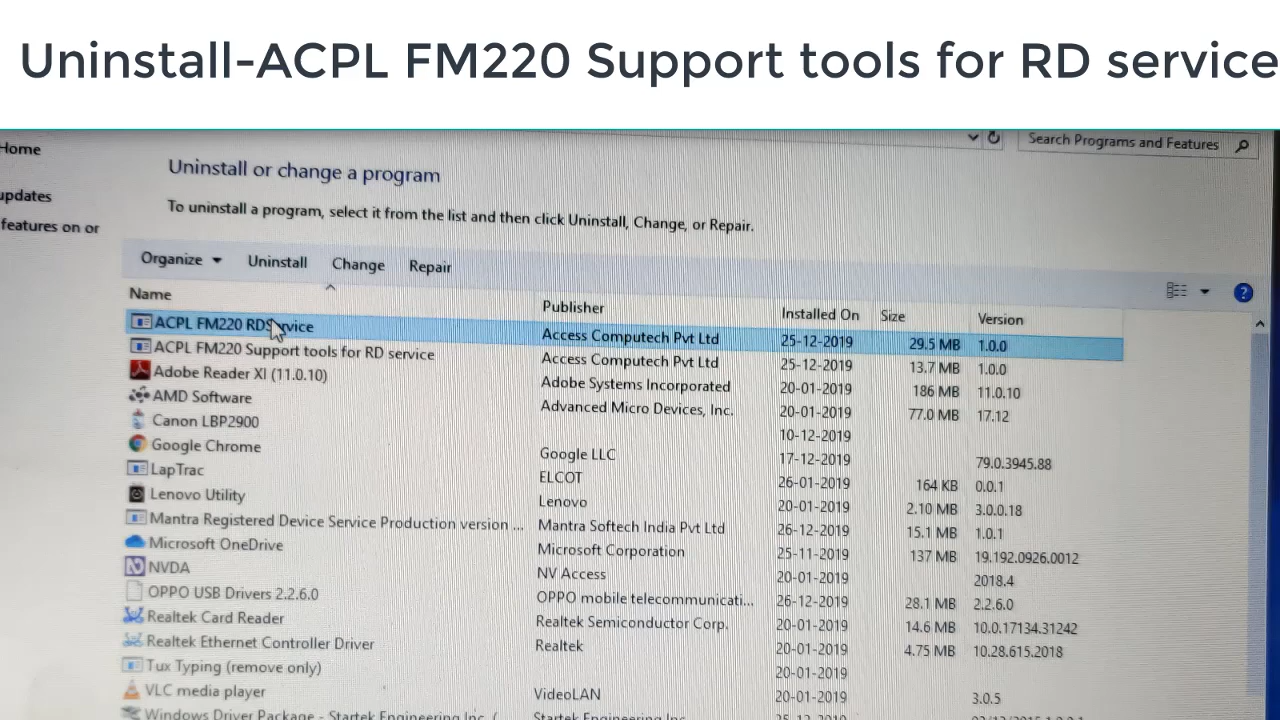 Uninstall-ACPL FM220 Support tools for RD service
Home
Search Programs and Features
updates
features on or
Uninstall or change a program
To uninstall a program, select it from the list and then click Uninstall, Change, or Repair.
Organize Uninstall Change Repair
Name Publisher Installed On Size Version
ACPL FM220 RDService Access Computech Pvt Ltd 25-12-2019 29.5 MB 1.0.0
ACPL FM220 Support tools for RD service Access Computech Pvt Ltd 25-12-2019 13.7 MB 1.0.0
Adobe Reader XI (11.0.10) Adobe Systems Incorporated 20-01-2019 186 MB 11.0.10
AMD Software Advanced Micro Devices, Inc. 20-01-2019 77.0 MB 17.12
Canon LBP2900 10-12-2019
Google Chrome Google LLC 17-12-2019 79.0.3945.88
LapTrac ELCOT 26-01-2019 164 KB 0.0.1
Lenovo Utility Lenovo 20-01-2019 2.10 MB 3.0.0.18
Mantra Registered Device Service Production version ... Mantra Softech India Pvt Ltd 26-12-2019 15.1 MB 1.0.1
Microsoft OneDrive Microsoft Corporation 25-11-2019 137 MB 19.192.0926.0012
NVDA NV Access 20-01-2019 2018.4
OPPO USB Drivers 2.2.6.0 OPPO mobile telecommunicati... 26-12-2019 28.1 MB 2.2.6.0
Realtek Card Reader Realtek Semiconductor Corp. 20-01-2019 14.6 MB 10.0.17134.31242
Realtek Ethernet Controller Driver Realtek 20-01-2019 4.75 MB 10.28.615.2018
Tux Typing (remove only) 20-01-2019
VLC media player VideoLAN 20-01-2019 3.0.5
Windows Driver Package - Startek Engineering Inc. ( Startek Engineering Inc. 25-12-2019